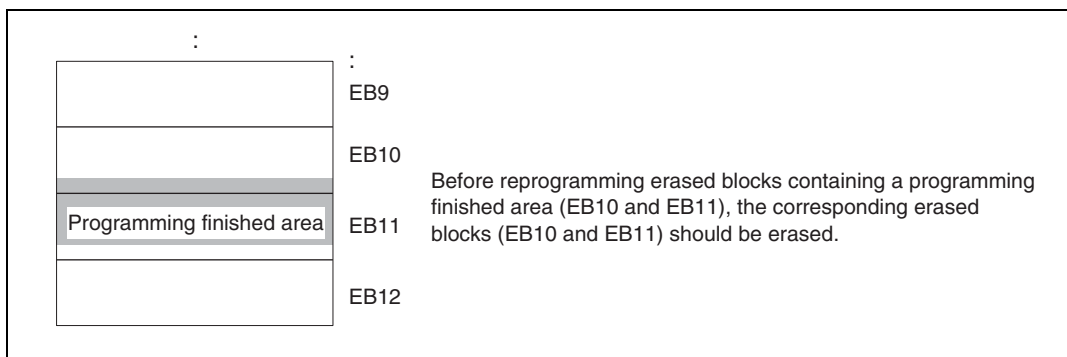 :
:
EB9
EB10
Before reprogramming erased blocks containing a programming
finished area (EB10 and EB11), the corresponding erased
blocks (EB10 and EB11) should be erased.
Programming finished area
EB11
EB12